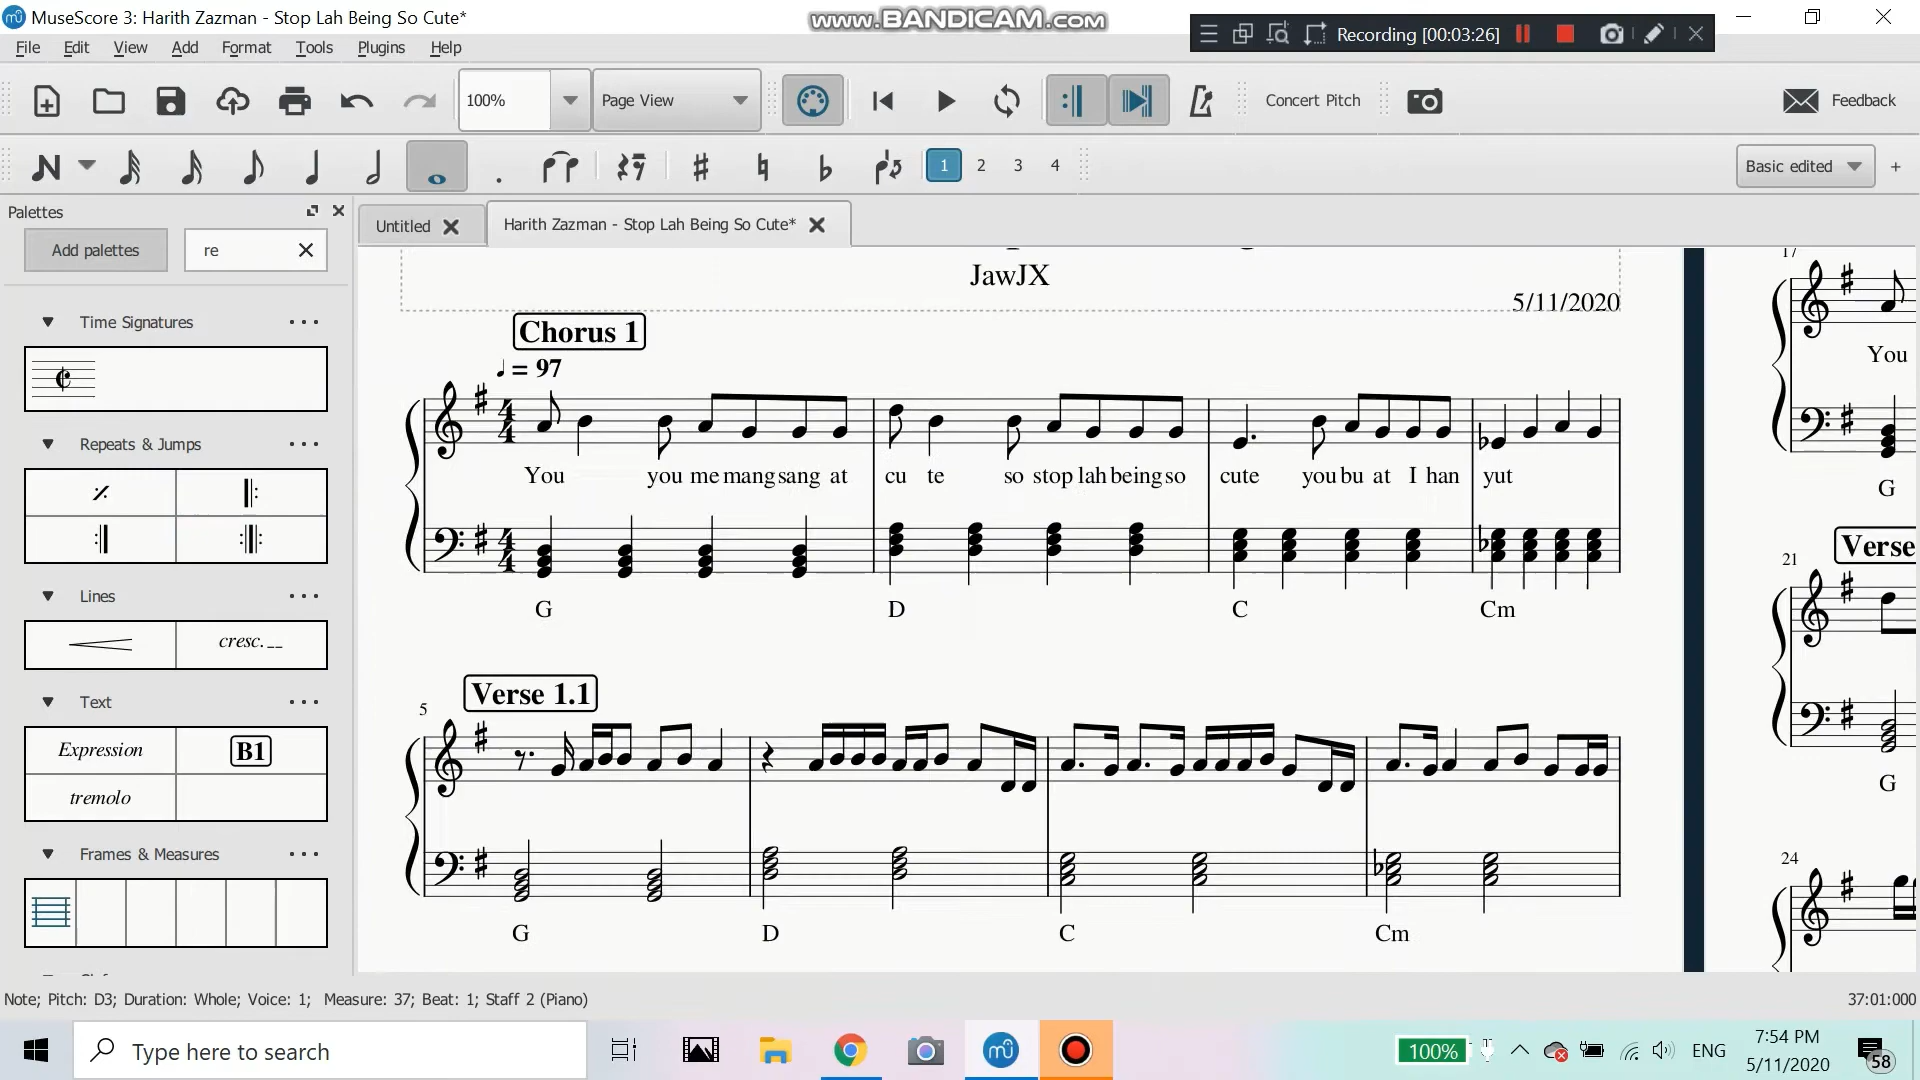 MuseScore 3: Harith Zazman - Stop Lah Being So Cute*
www.BANDICAM.com
Recording [00:03:26]
File Edit View Add Format Tools Plugins Help
100%
Page View
Concert Pitch
Feedback
1 2 3 4
Basic edited
+
Palettes
Add palettes
re
Untitled
Harith Zazman - Stop Lah Being So Cute*
Time Signatures
Repeats & Jumps
Lines
cresc.__
Text
Expression
B1
tremolo
Frames & Measures
JawJX
5/11/2020
Chorus 1
= 97
You you me mang sang at cu te so stop lah being so cute you bu at I han yut
G D C Cm
5
Verse 1.1
G D C Cm
17
You
G
Verse
21
G
24
Note; Pitch: D3; Duration: Whole; Voice: 1; Measure: 37; Beat: 1; Staff 2 (Piano)
37:01:000
Type here to search
100%
ENG
7:54 PM
5/11/2020
58